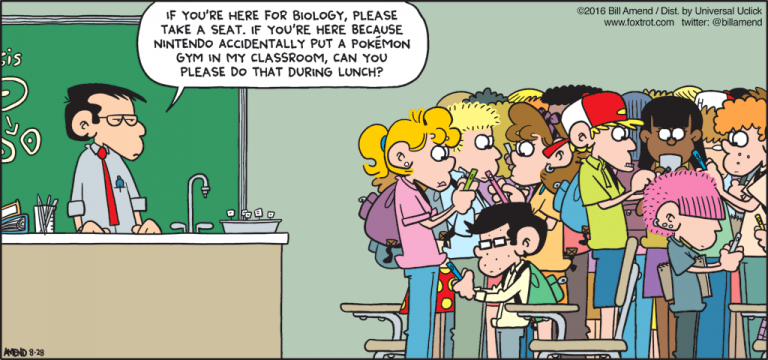 ©2016 Bill Amend / Dist. by Universal Uclick
www.foxtrot.com twitter: @billamend
IF YOU'RE HERE FOR BIOLOGY, PLEASE
TAKE A SEAT. IF YOU'RE HERE BECAUSE
NINTENDO ACCIDENTALLY PUT A POKÉMON
GYM IN MY CLASSROOM, CAN YOU
PLEASE DO THAT DURING LUNCH?
SIS
AMEND 8-28